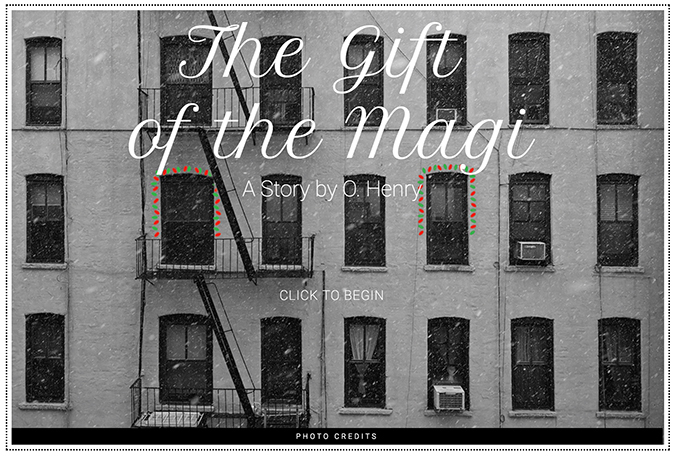 The Gift
of the Magi
A Story by O. Henry
CLICK TO BEGIN
PHOTO CREDITS